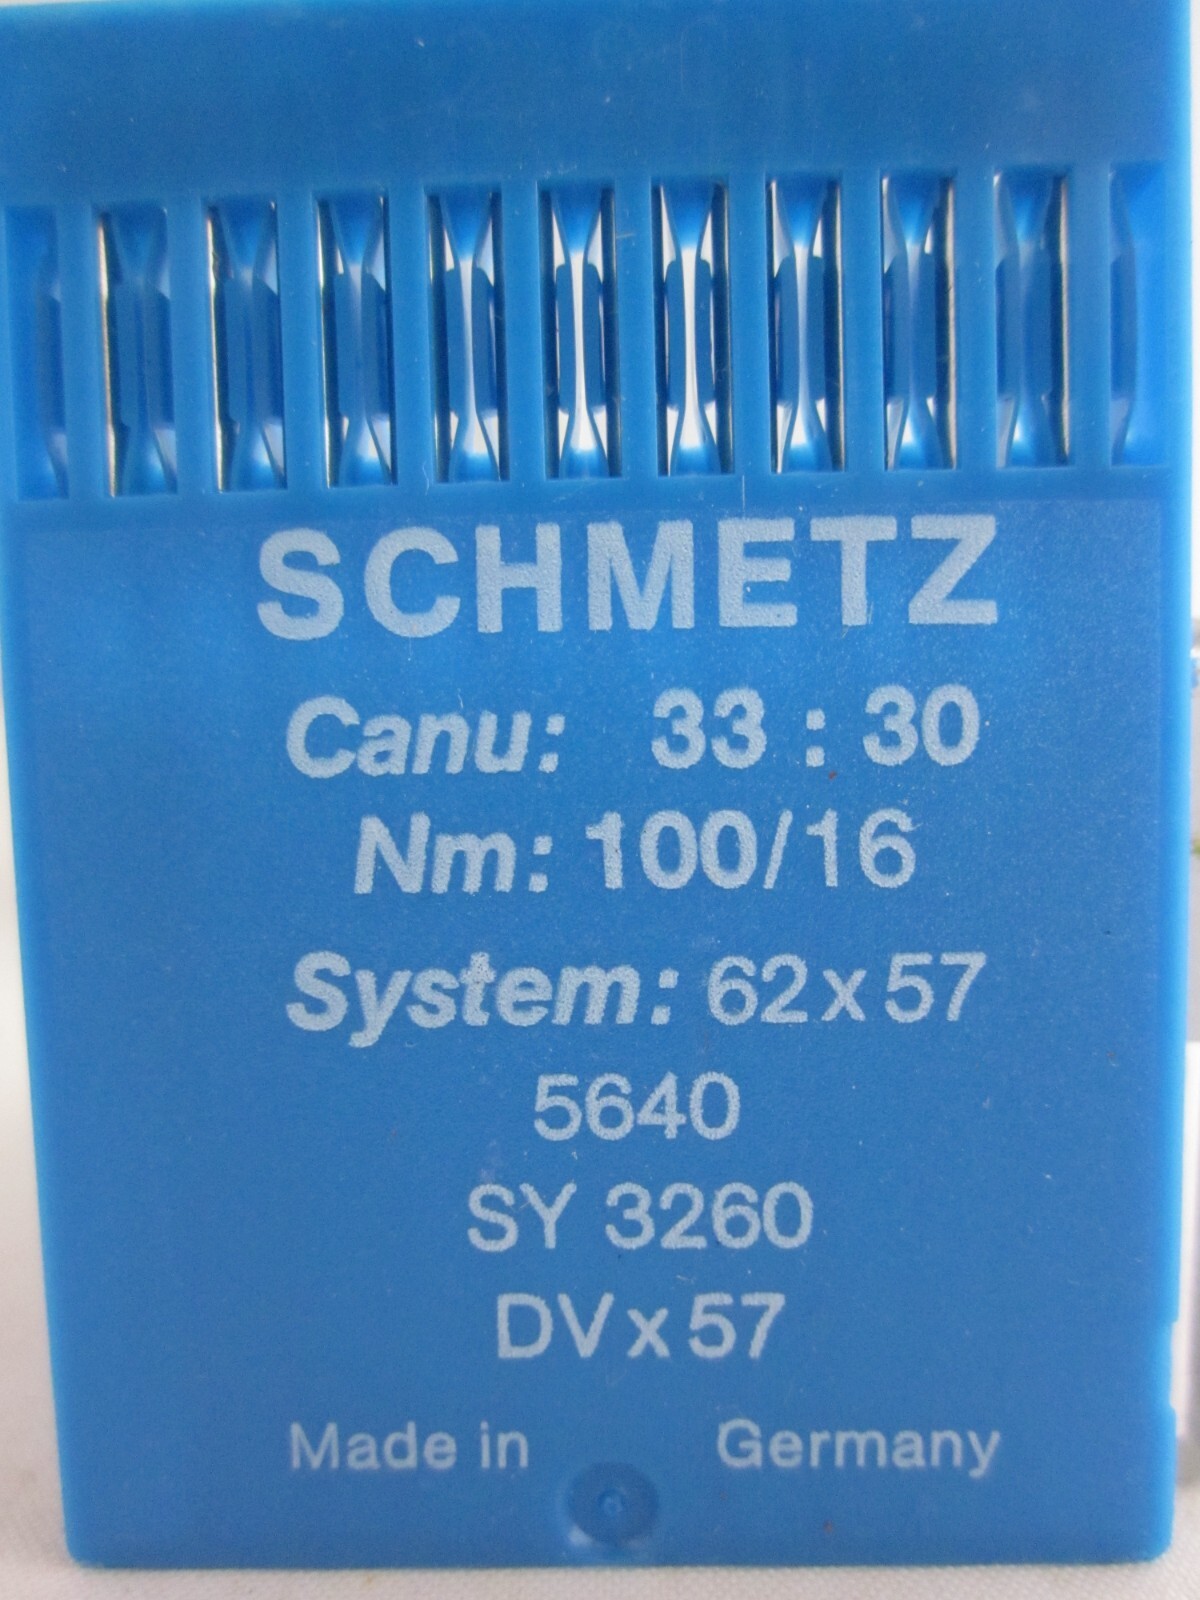 SCHMETZ
Canu: 33 : 30
Nm: 100/16
System: 62x57
5640
SY 3260
DVx57
Made in Germany